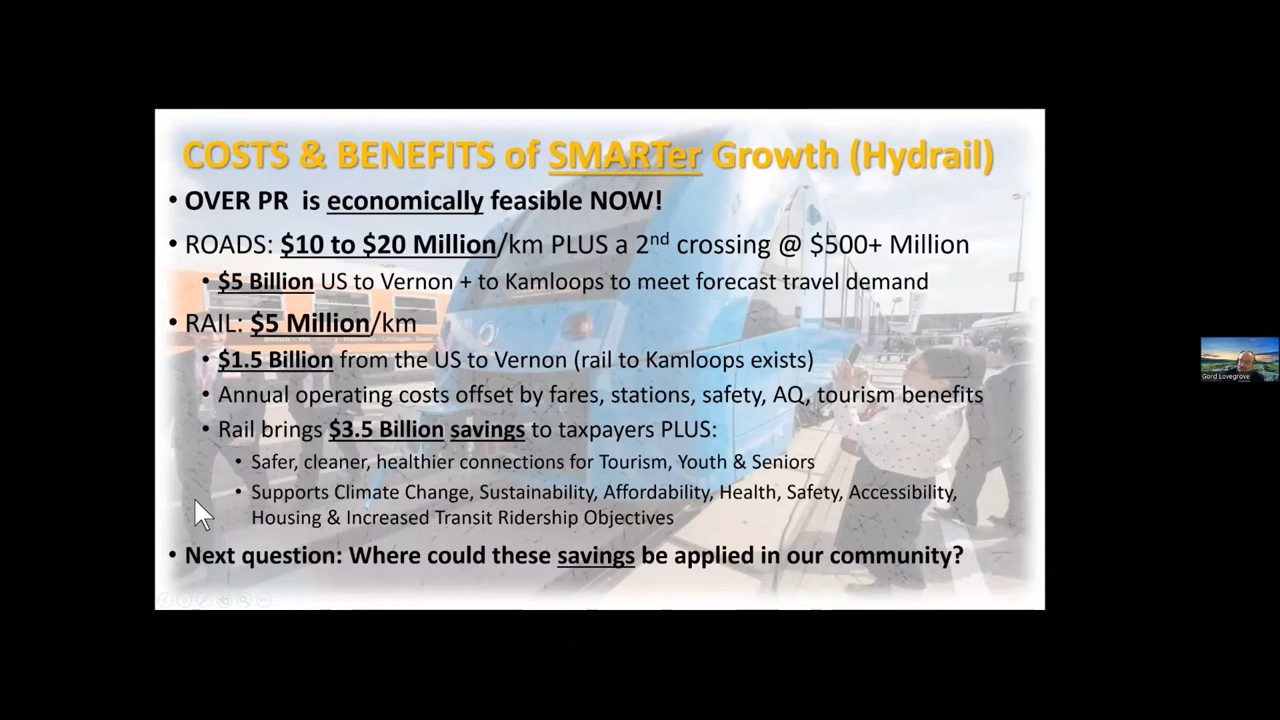 COSTS & BENEFITS of SMARTer Growth (Hydrail)
• OVER PR is economically feasible NOW!
• ROADS: $10 to $20 Million/km PLUS a 2nd crossing @ $500+ Million
• $5 Billion US to Vernon + to Kamloops to meet forecast travel demand
• RAIL: $5 Million/km
• $1.5 Billion from the US to Vernon (rail to Kamloops exists)
• Annual operating costs offset by fares, stations, safety, AQ, tourism benefits
• Rail brings $3.5 Billion savings to taxpayers PLUS:
• Safer, cleaner, healthier connections for Tourism, Youth & Seniors
• Supports Climate Change, Sustainability, Affordability, Health, Safety, Accessibility,
Housing & Increased Transit Ridership Objectives
• Next question: Where could these savings be applied in our community?
Gord Lovegrove